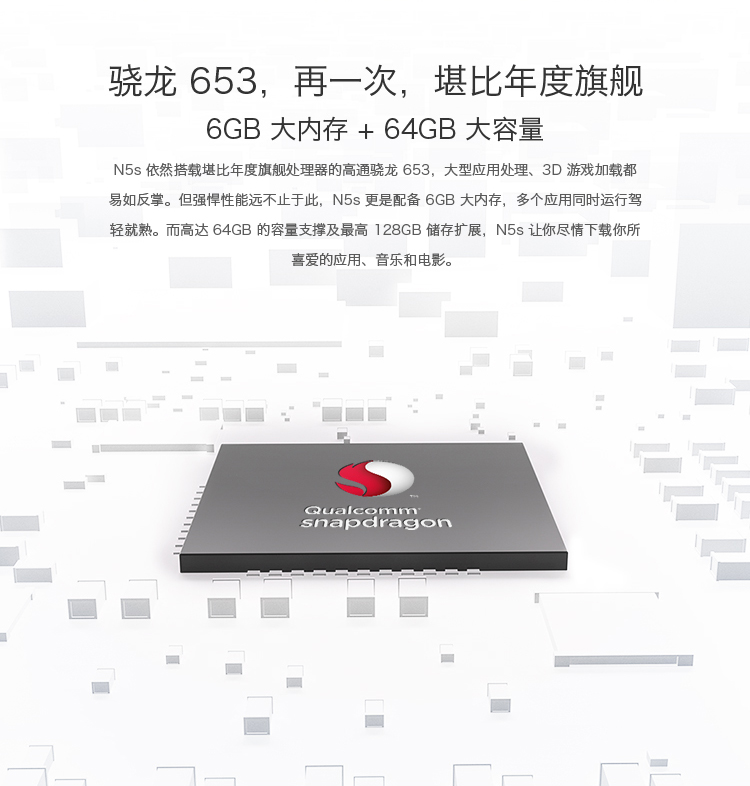 骁龙 653，再一次，堪比年度旗舰
6GB 大内存 + 64GB 大容量
N5s 依然搭载堪比年度旗舰处理器的高通骁龙 653，大型应用处理、3D 游戏加载都
易如反掌。但强悍性能远不止于此，N5s 更是配备 6GB 大内存，多个应用同时运行驾
轻就熟。而高达 64GB 的容量支撑及最高 128GB 储存扩展，N5s 让你尽情下载你所
喜爱的应用、音乐和电影。
TM
Qualcomm®
snapdragon